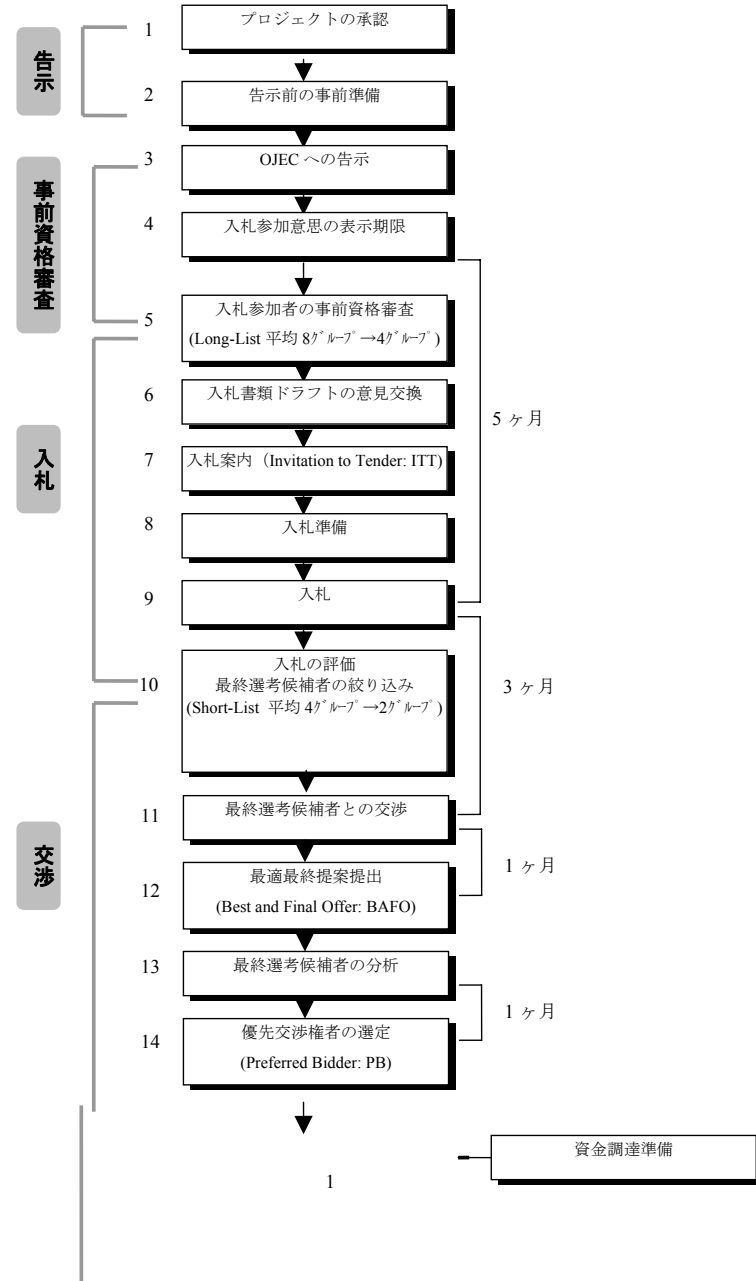 告示
1
プロジェクトの承認
2
告示前の事前準備
事前資格審査
3
OJEC への告示
4
入札参加意思の表示期限
5
入札参加者の事前資格審査
(Long-List 平均 8ｸﾞﾙｰﾌﾟ→4ｸﾞﾙｰﾌﾟ)
入札
6
入札書類ドラフトの意見交換
7
入札案内（Invitation to Tender: ITT)
8
入札準備
9
入札
5 ヶ月
10
入札の評価
最終選考候補者の絞り込み
(Short-List 平均 4ｸﾞﾙｰﾌﾟ→2ｸﾞﾙｰﾌﾟ)
3 ヶ月
交渉
11
最終選考候補者との交渉
12
最適最終提案提出
(Best and Final Offer: BAFO)
1 ヶ月
13
最終選考候補者の分析
14
優先交渉権者の選定
(Preferred Bidder: PB)
1 ヶ月
資金調達準備
1